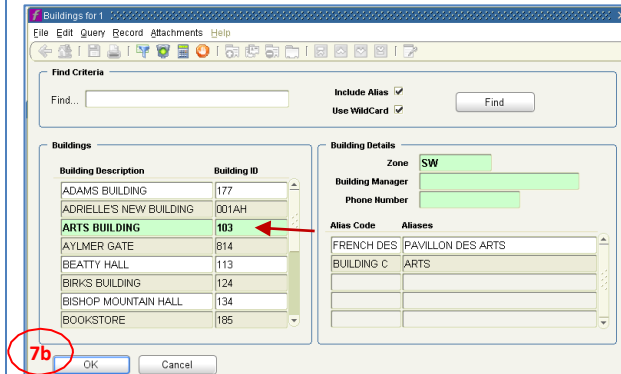 Buildings for 1
File Edit Query Record Attachments Help
Find Criteria
Find...
Include Alias
Use WildCard
Find
Buildings
Building Description Building ID
ADAMS BUILDING 177
ADRIELLE'S NEW BUILDING 001AH
ARTS BUILDING 103
AYLMER GATE 814
BEATTY HALL 113
BIRKS BUILDING 124
BISHOP MOUNTAIN HALL 134
BOOKSTORE 185
Building Details
Zone SW
Building Manager
Phone Number
Alias Code Aliases
FRENCH DES PAVILLON DES ARTS
BUILDING C ARTS
7b
OK Cancel